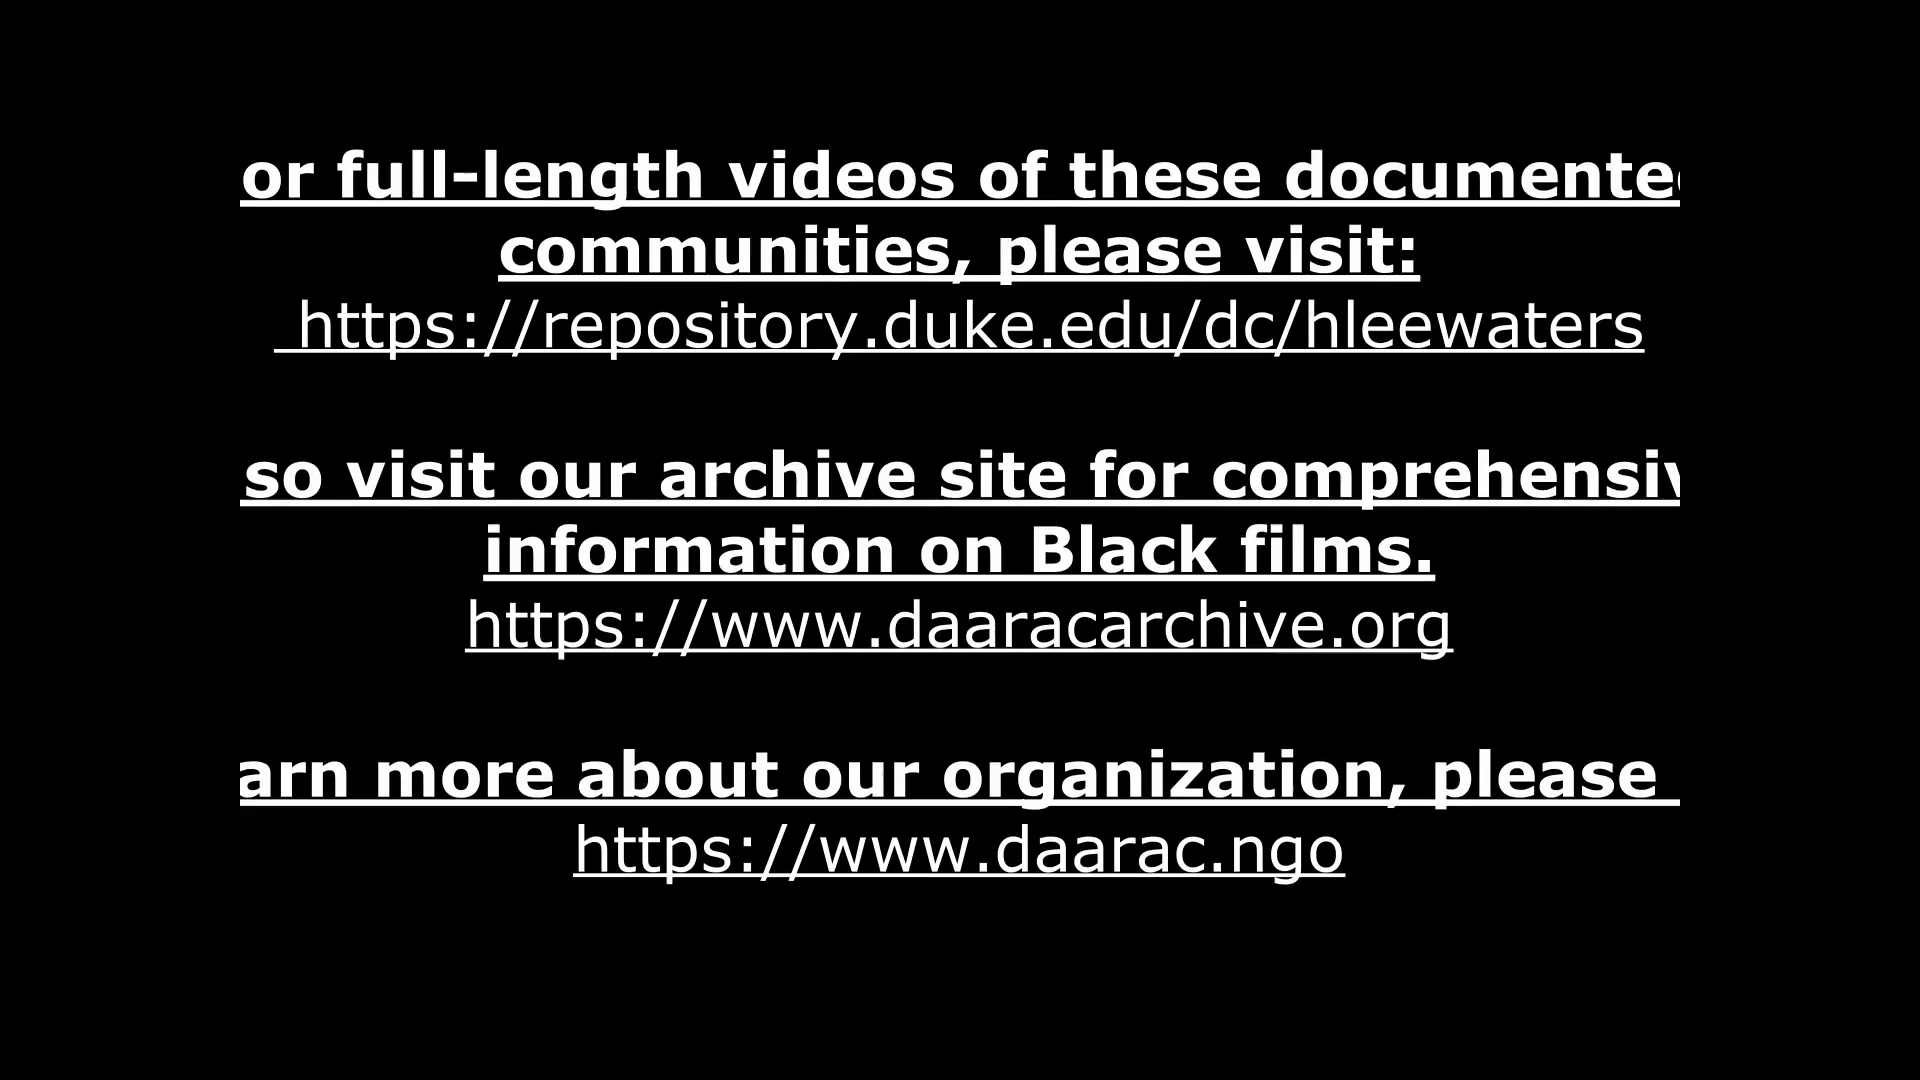 or full-length videos of these documente
communities, please visit:
https://repository.duke.edu/dc/hleewaters
so visit our archive site for comprehensiv
information on Black films.
https://www.daaracarchive.org
arn more about our organization, please
https://www.daarac.ngo